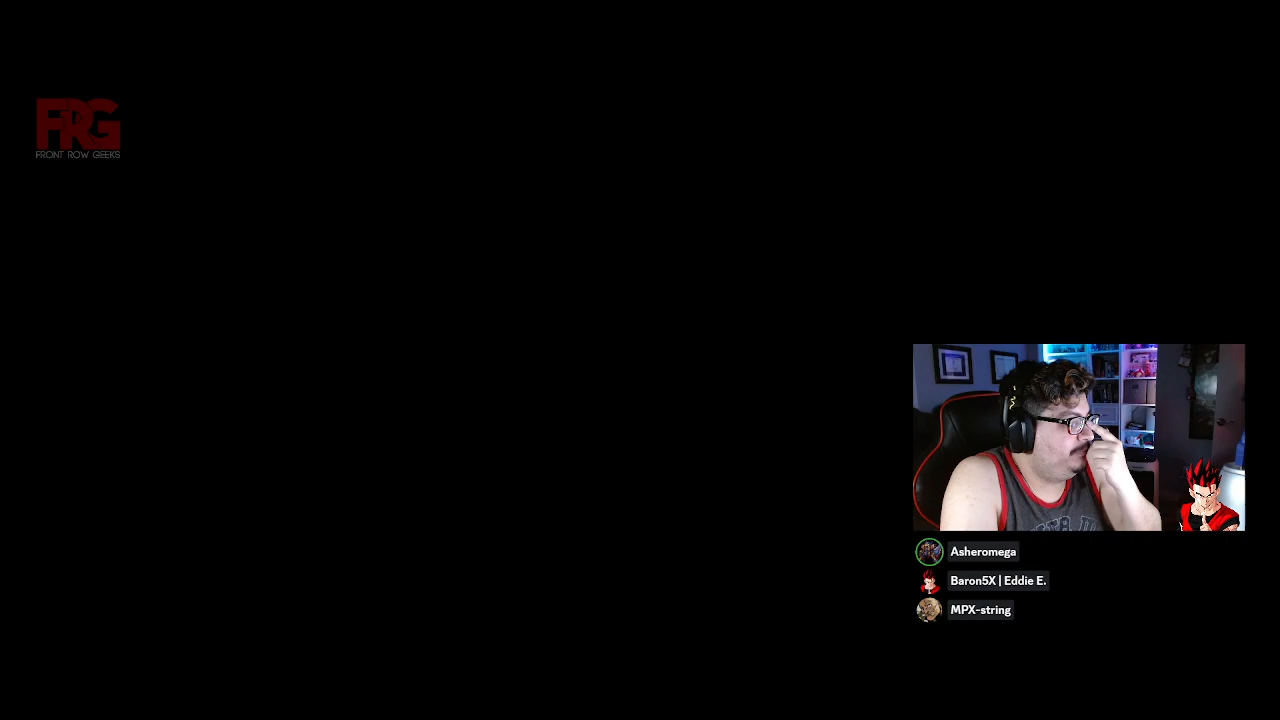 FRG
FRONT ROW GEEKS
Asheromega
Baron5X | Eddie E.
MPX-string